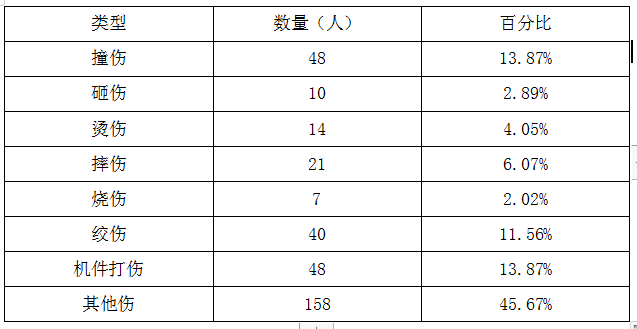 类型 数量（人） 百分比
撞伤 48 13.87%
砸伤 10 2.89%
烫伤 14 4.05%
摔伤 21 6.07%
烧伤 7 2.02%
绞伤 40 11.56%
机件打伤 48 13.87%
其他伤 158 45.67%